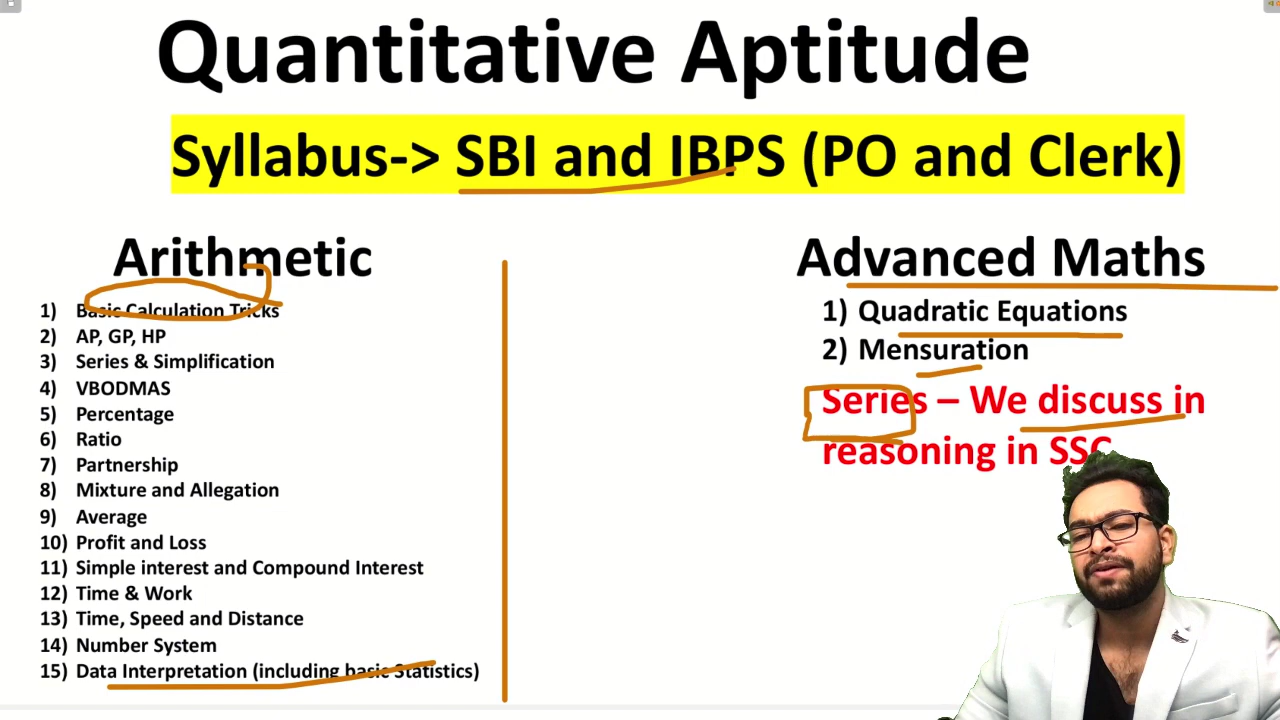 Quantitative Aptitude
Syllabus-> SBI and IBPS (PO and Clerk)
Arithmetic
1) Basic Calculation Tricks
2) AP, GP, HP
3) Series & Simplification
4) VBODMAS
5) Percentage
6) Ratio
7) Partnership
8) Mixture and Allegation
9) Average
10) Profit and Loss
11) Simple interest and Compound Interest
12) Time & Work
13) Time, Speed and Distance
14) Number System
15) Data Interpretation (including basic Statistics)
Advanced Maths
1) Quadratic Equations
2) Mensuration
Series – We discuss in
reasoning in SSC